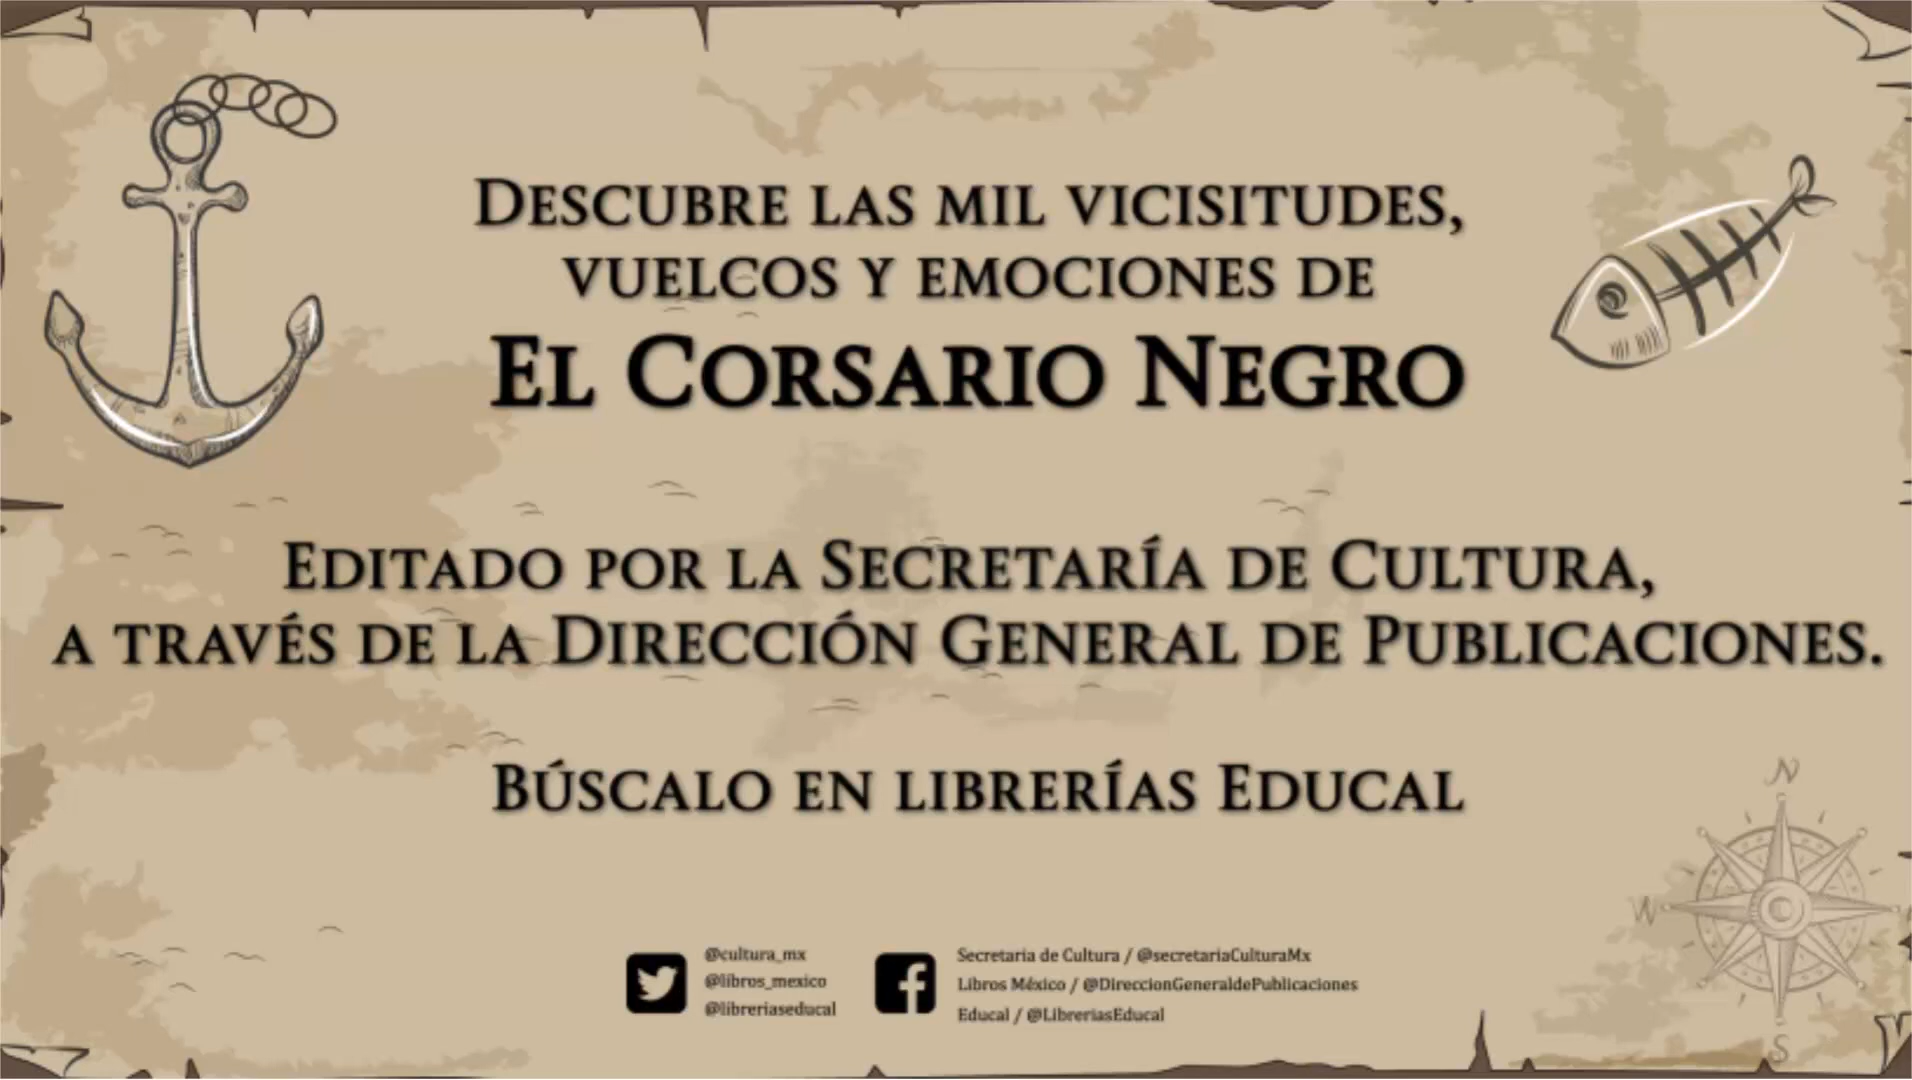 DESCUBRE LAS MIL VICISITUDES,
VUELCOS Y EMOCIONES DE
EL CORSARIO NEGRO
EDITADO POR LA SECRETARÍA DE CULTURA,
A TRAVÉS DE LA DIRECCIÓN GENERAL DE PUBLICACIONES.
BÚSCALO EN LIBRERÍAS EDUCAL
@cultura_mx
@libros_mexico
@libreriaseducal
Secretaria de Cultura / @secretariaCulturaMx
Libros México / @DireccionGeneraldePublicaciones
Educal / @LibreriasEducal
N
W
S